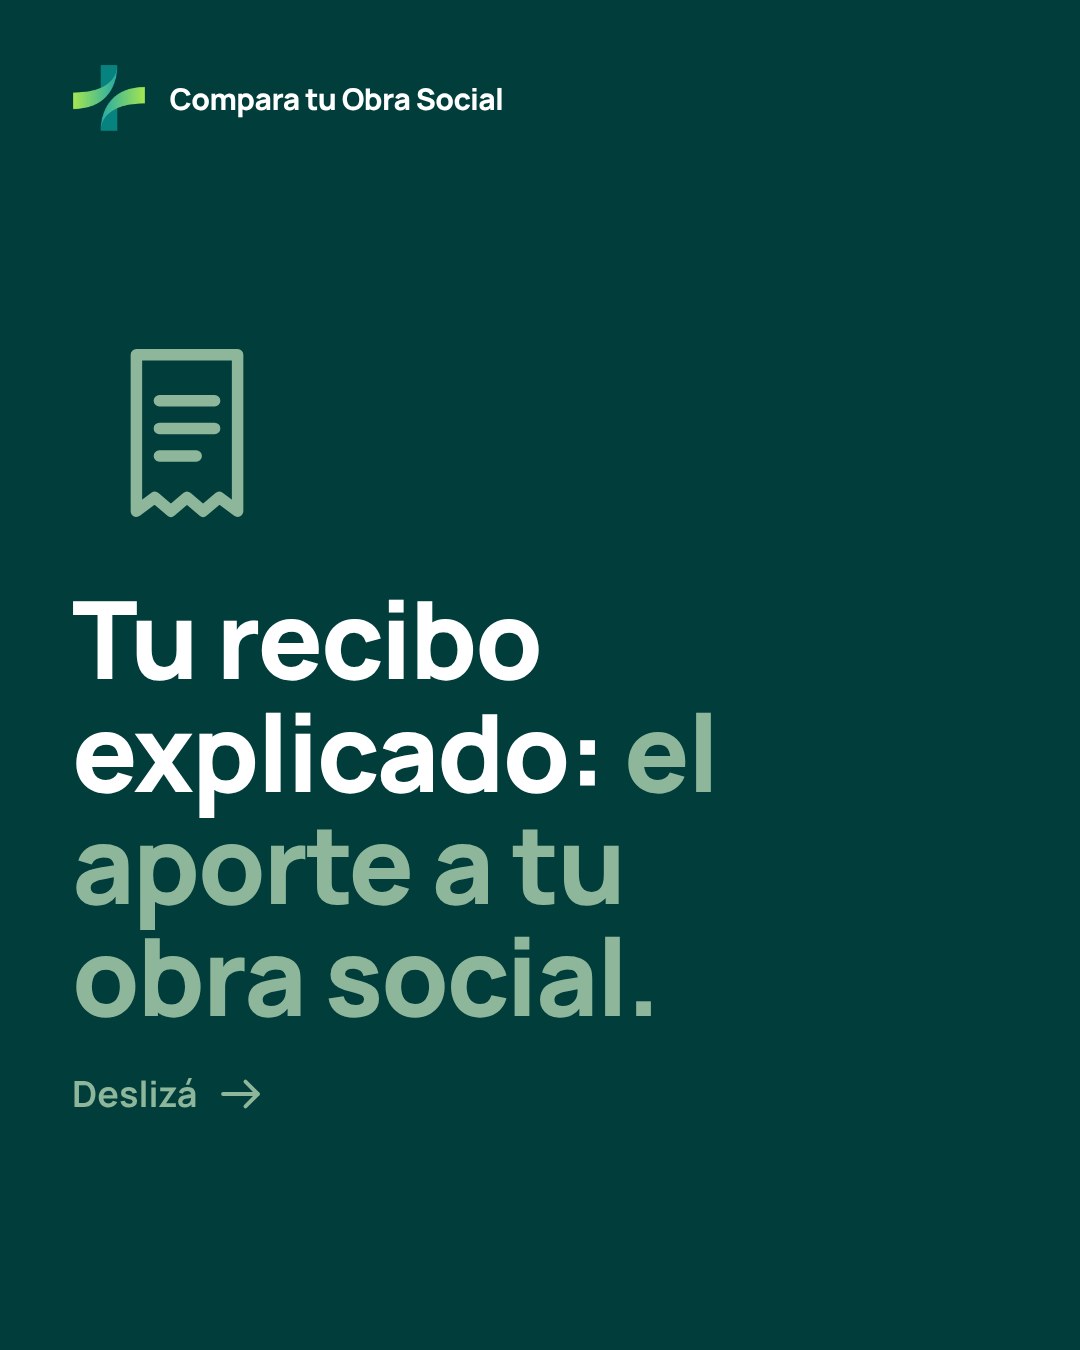 Compara tu Obra Social
Tu recibo
explicado: el
aporte a tu
obra social.
Deslizá